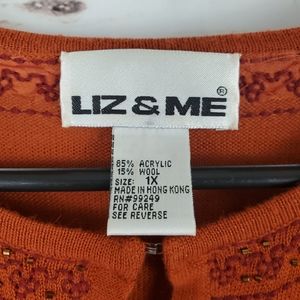 LIZ & ME®
85% ACRYLIC
15% WOOL
SIZE: 1X
MADE IN HONG KONG
RN#99249
FOR CARE
SEE REVERSE